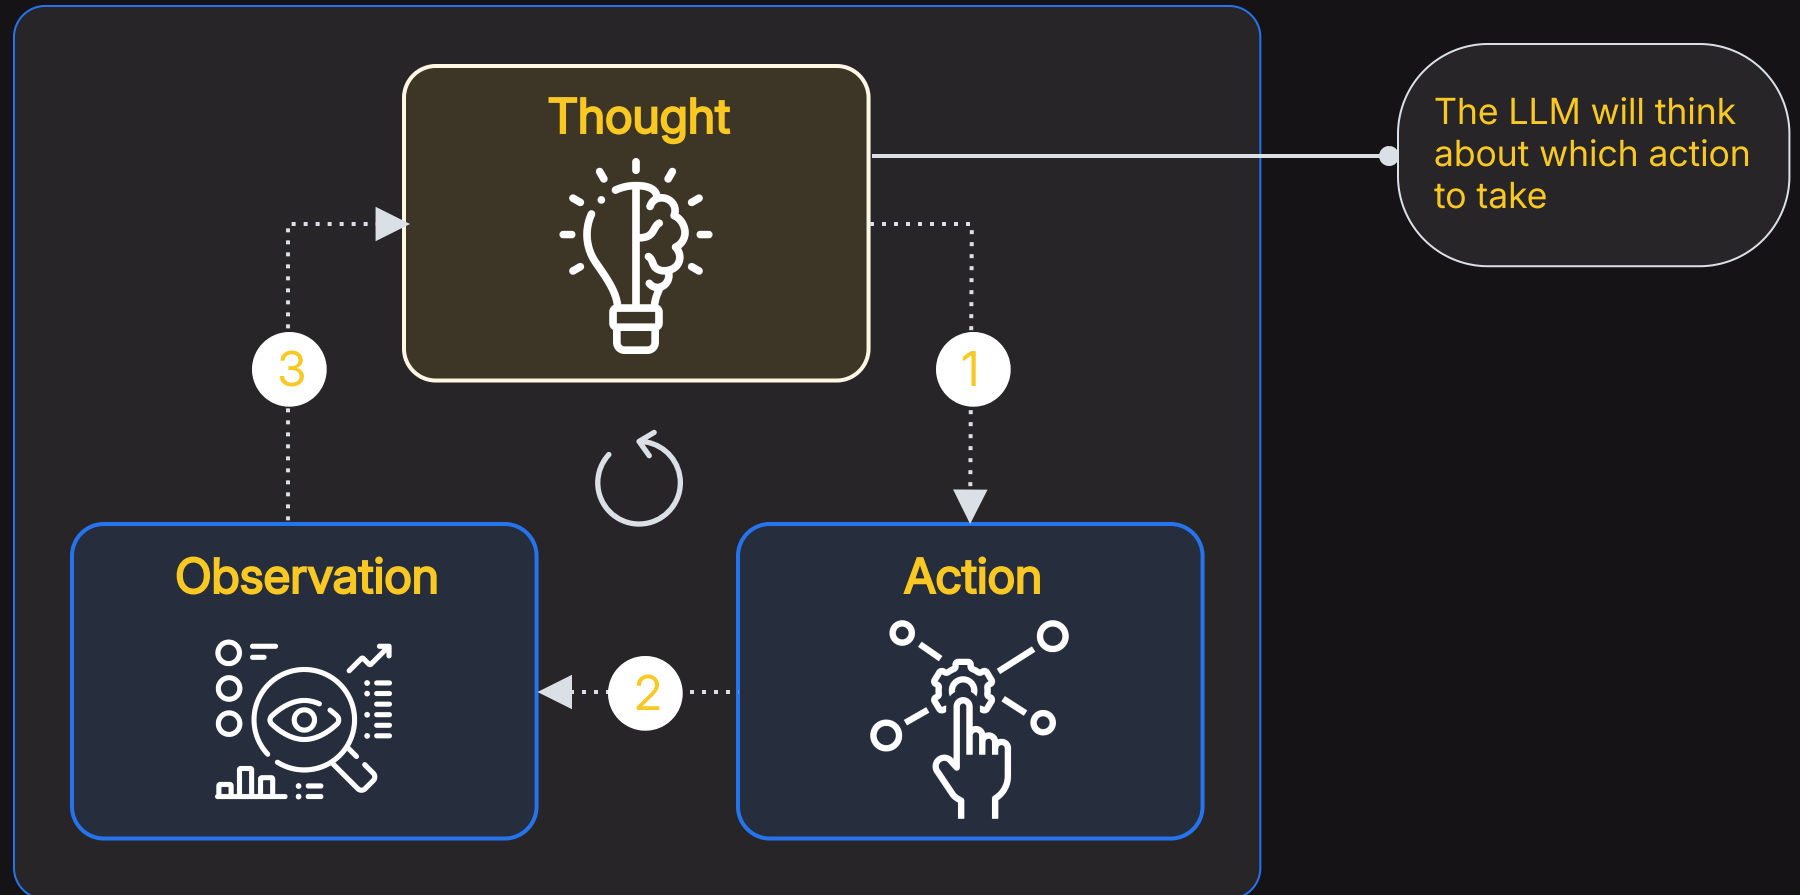 Thought
The LLM will think
about which action
to take
3
1
Observation
Action
2